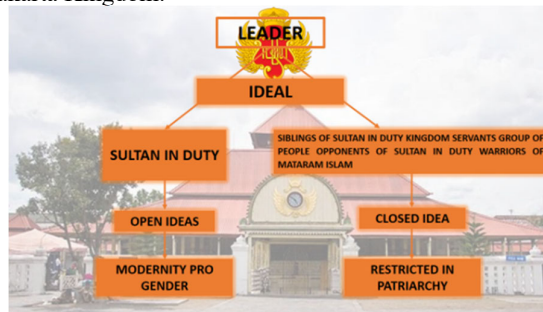 LEADER
IDEAL
SULTAN IN DUTY
SIBLINGS OF SULTAN IN DUTY KINGDOM SERVANTS GROUP OF
PEOPLE OPPONENTS OF SULTAN IN DUTY WARRIORS OF
MATARAM ISLAM
OPEN IDEAS
CLOSED IDEA
MODERNITY PRO
GENDER
RESTRICTED IN
PATRIARCHY